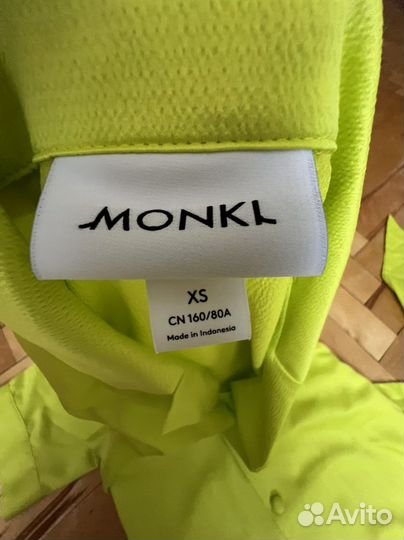 MONKI
XS
CN 160/80A
Made in Indonesia
Avito